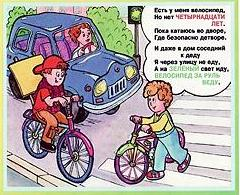 Есть у меня велосипед,
Но нет ЧЕТЫРНАДЦАТИ
ЛЕТ.
Пока катаюсь во дворе,
Где безопасно детворе.
И даже в дом соседний
к деду
Я через улицу не еду,
А на ЗЕЛЁНЫЙ свет иду,
ВЕЛОСИПЕД ЗА РУЛЬ
ВЕДУ.